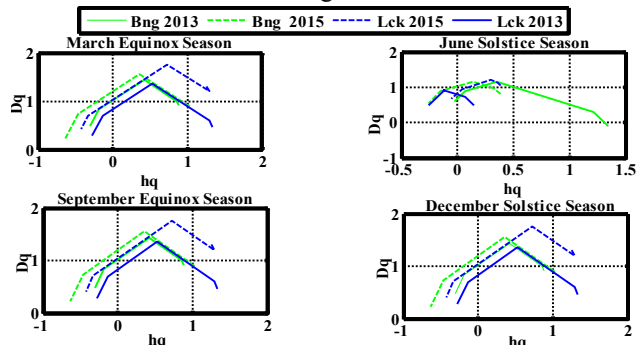 Bng 2013 Bng 2015 Lck 2015 Lck 2013
March Equinox Season
June Solstice Season
2
1
0
-1 0 1 2
Dq
hq
2
1
0
-1
-0.5 0 0.5 1 1.5
Dq
hq
September Equinox Season
December Solstice Season
2
1
0
-1 0 1 2
Dq
hq
2
1
0
-1 0 1 2
Dq
hq